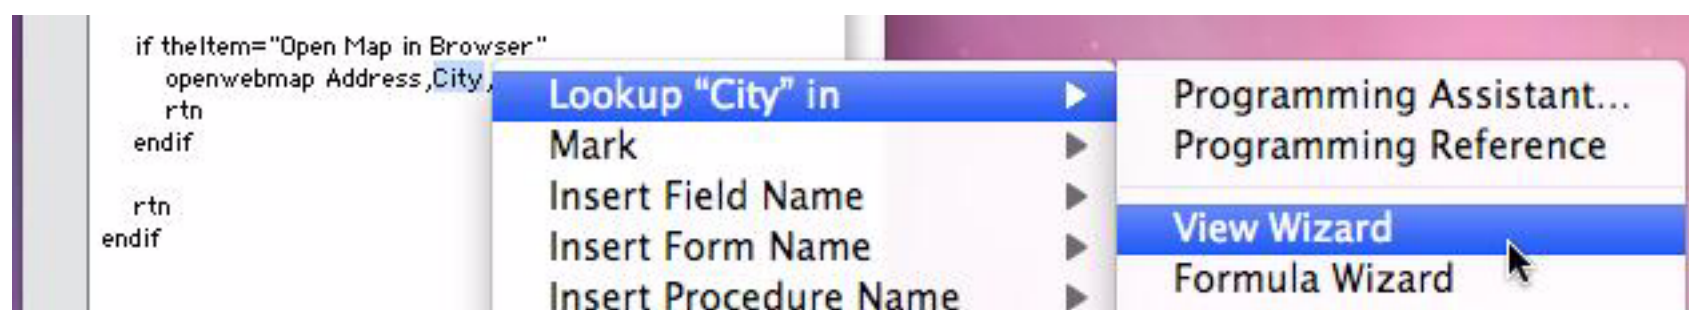 if theItem="Open Map in Browser"
openwebmap Address,City,
rtn
endif
rtn
endif
Lookup “City” in
Mark
Insert Field Name
Insert Form Name
Insert Procedure Name
Programming Assistant...
Programming Reference
View Wizard
Formula Wizard